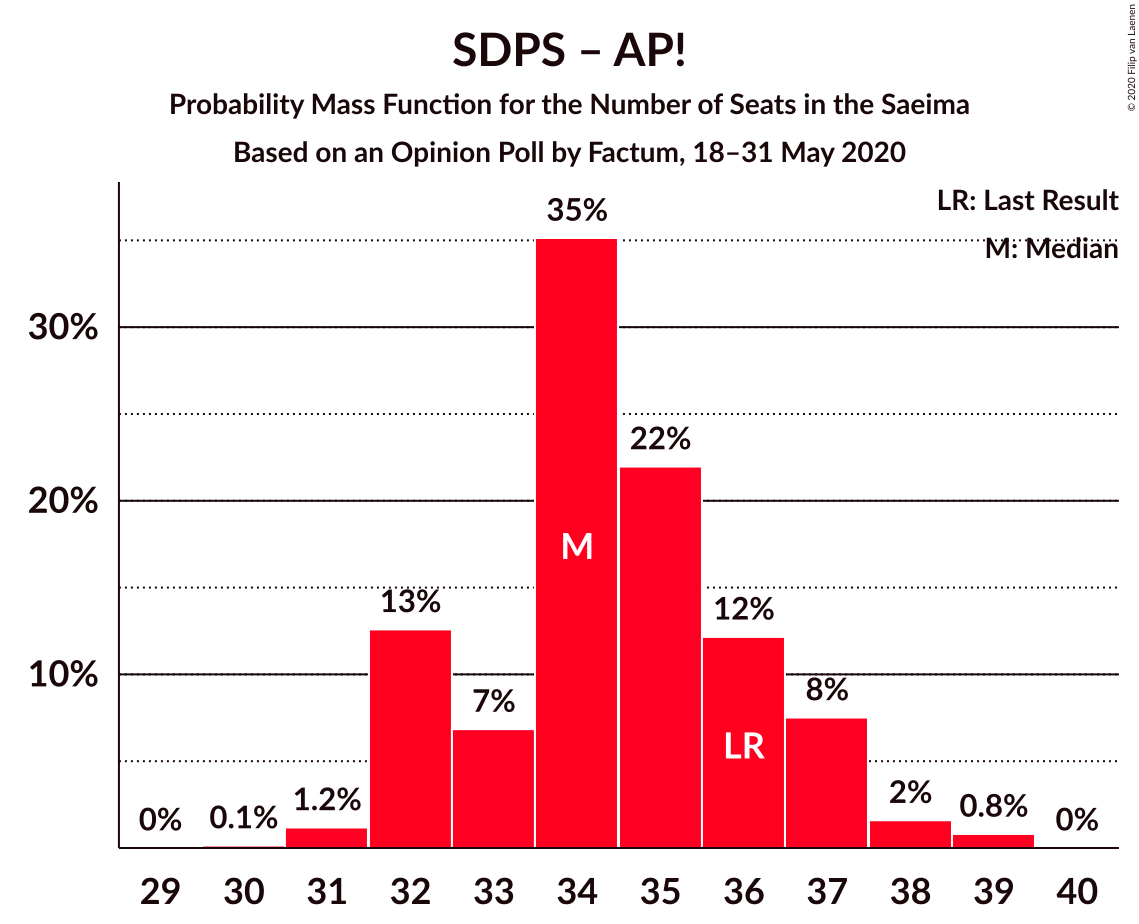 SDPS – AP!
Probability Mass Function for the Number of Seats in the Saeima
Based on an Opinion Poll by Factum, 18–31 May 2020
© 2020 Filip van Laenen
LR: Last Result
M: Median
30%
20%
10%
0%
0.1%
1.2%
13%
7%
35%
22%
12%
8%
2%
0.8%
0%
M
LR
29 30 31 32 33 34 35 36 37 38 39 40